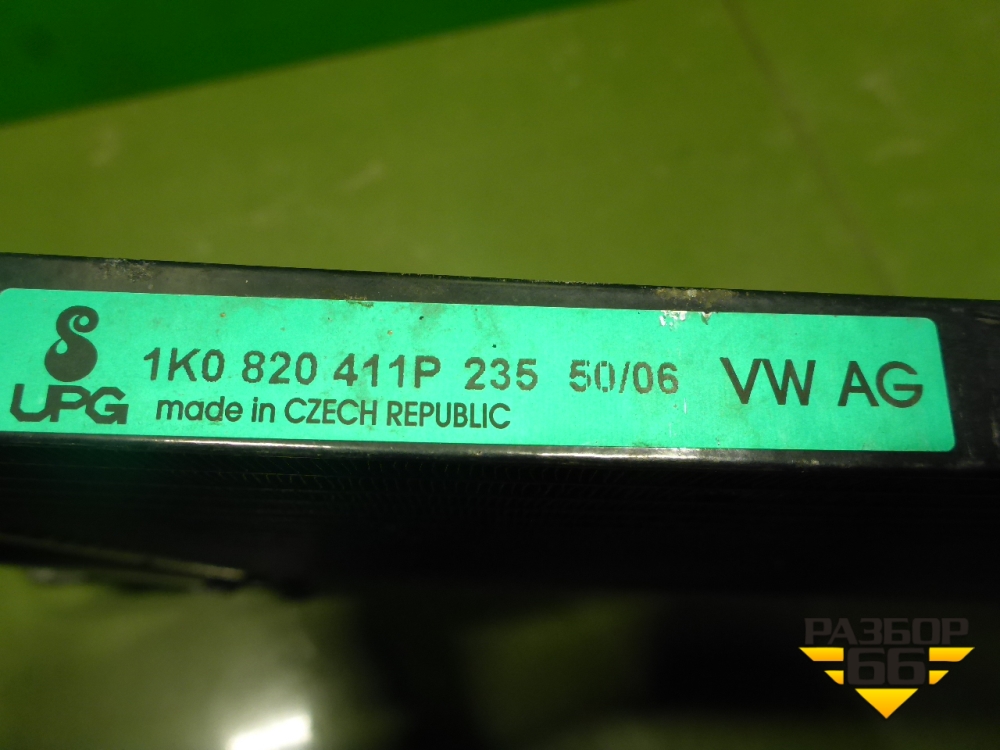 UPG
1K0 820 411P 235 50/06 VW AG
made in CZECH REPUBLIC
РАЗБОР
66